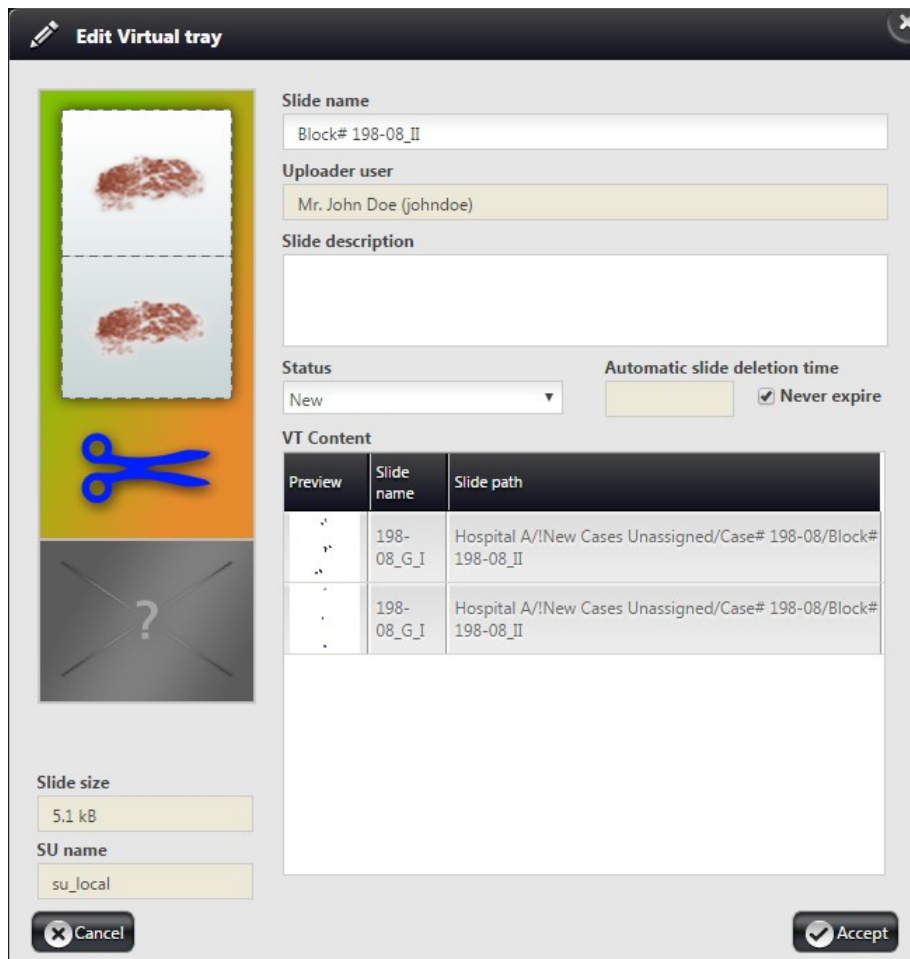 Edit Virtual tray
Slide name
Block# 198-08_II
Uploader user
Mr. John Doe (johndoe)
Slide description
Status
Automatic slide deletion time
New
Never expire
VT Content
Preview
Slide
name
Slide path
198-
08_G_I
Hospital A/!New Cases Unassigned/Case# 198-08/Block#
198-08_II
198-
08_G_I
Hospital A/!New Cases Unassigned/Case# 198-08/Block#
198-08_II
?
Slide size
5.1 kB
SU name
su_local
Cancel
Accept